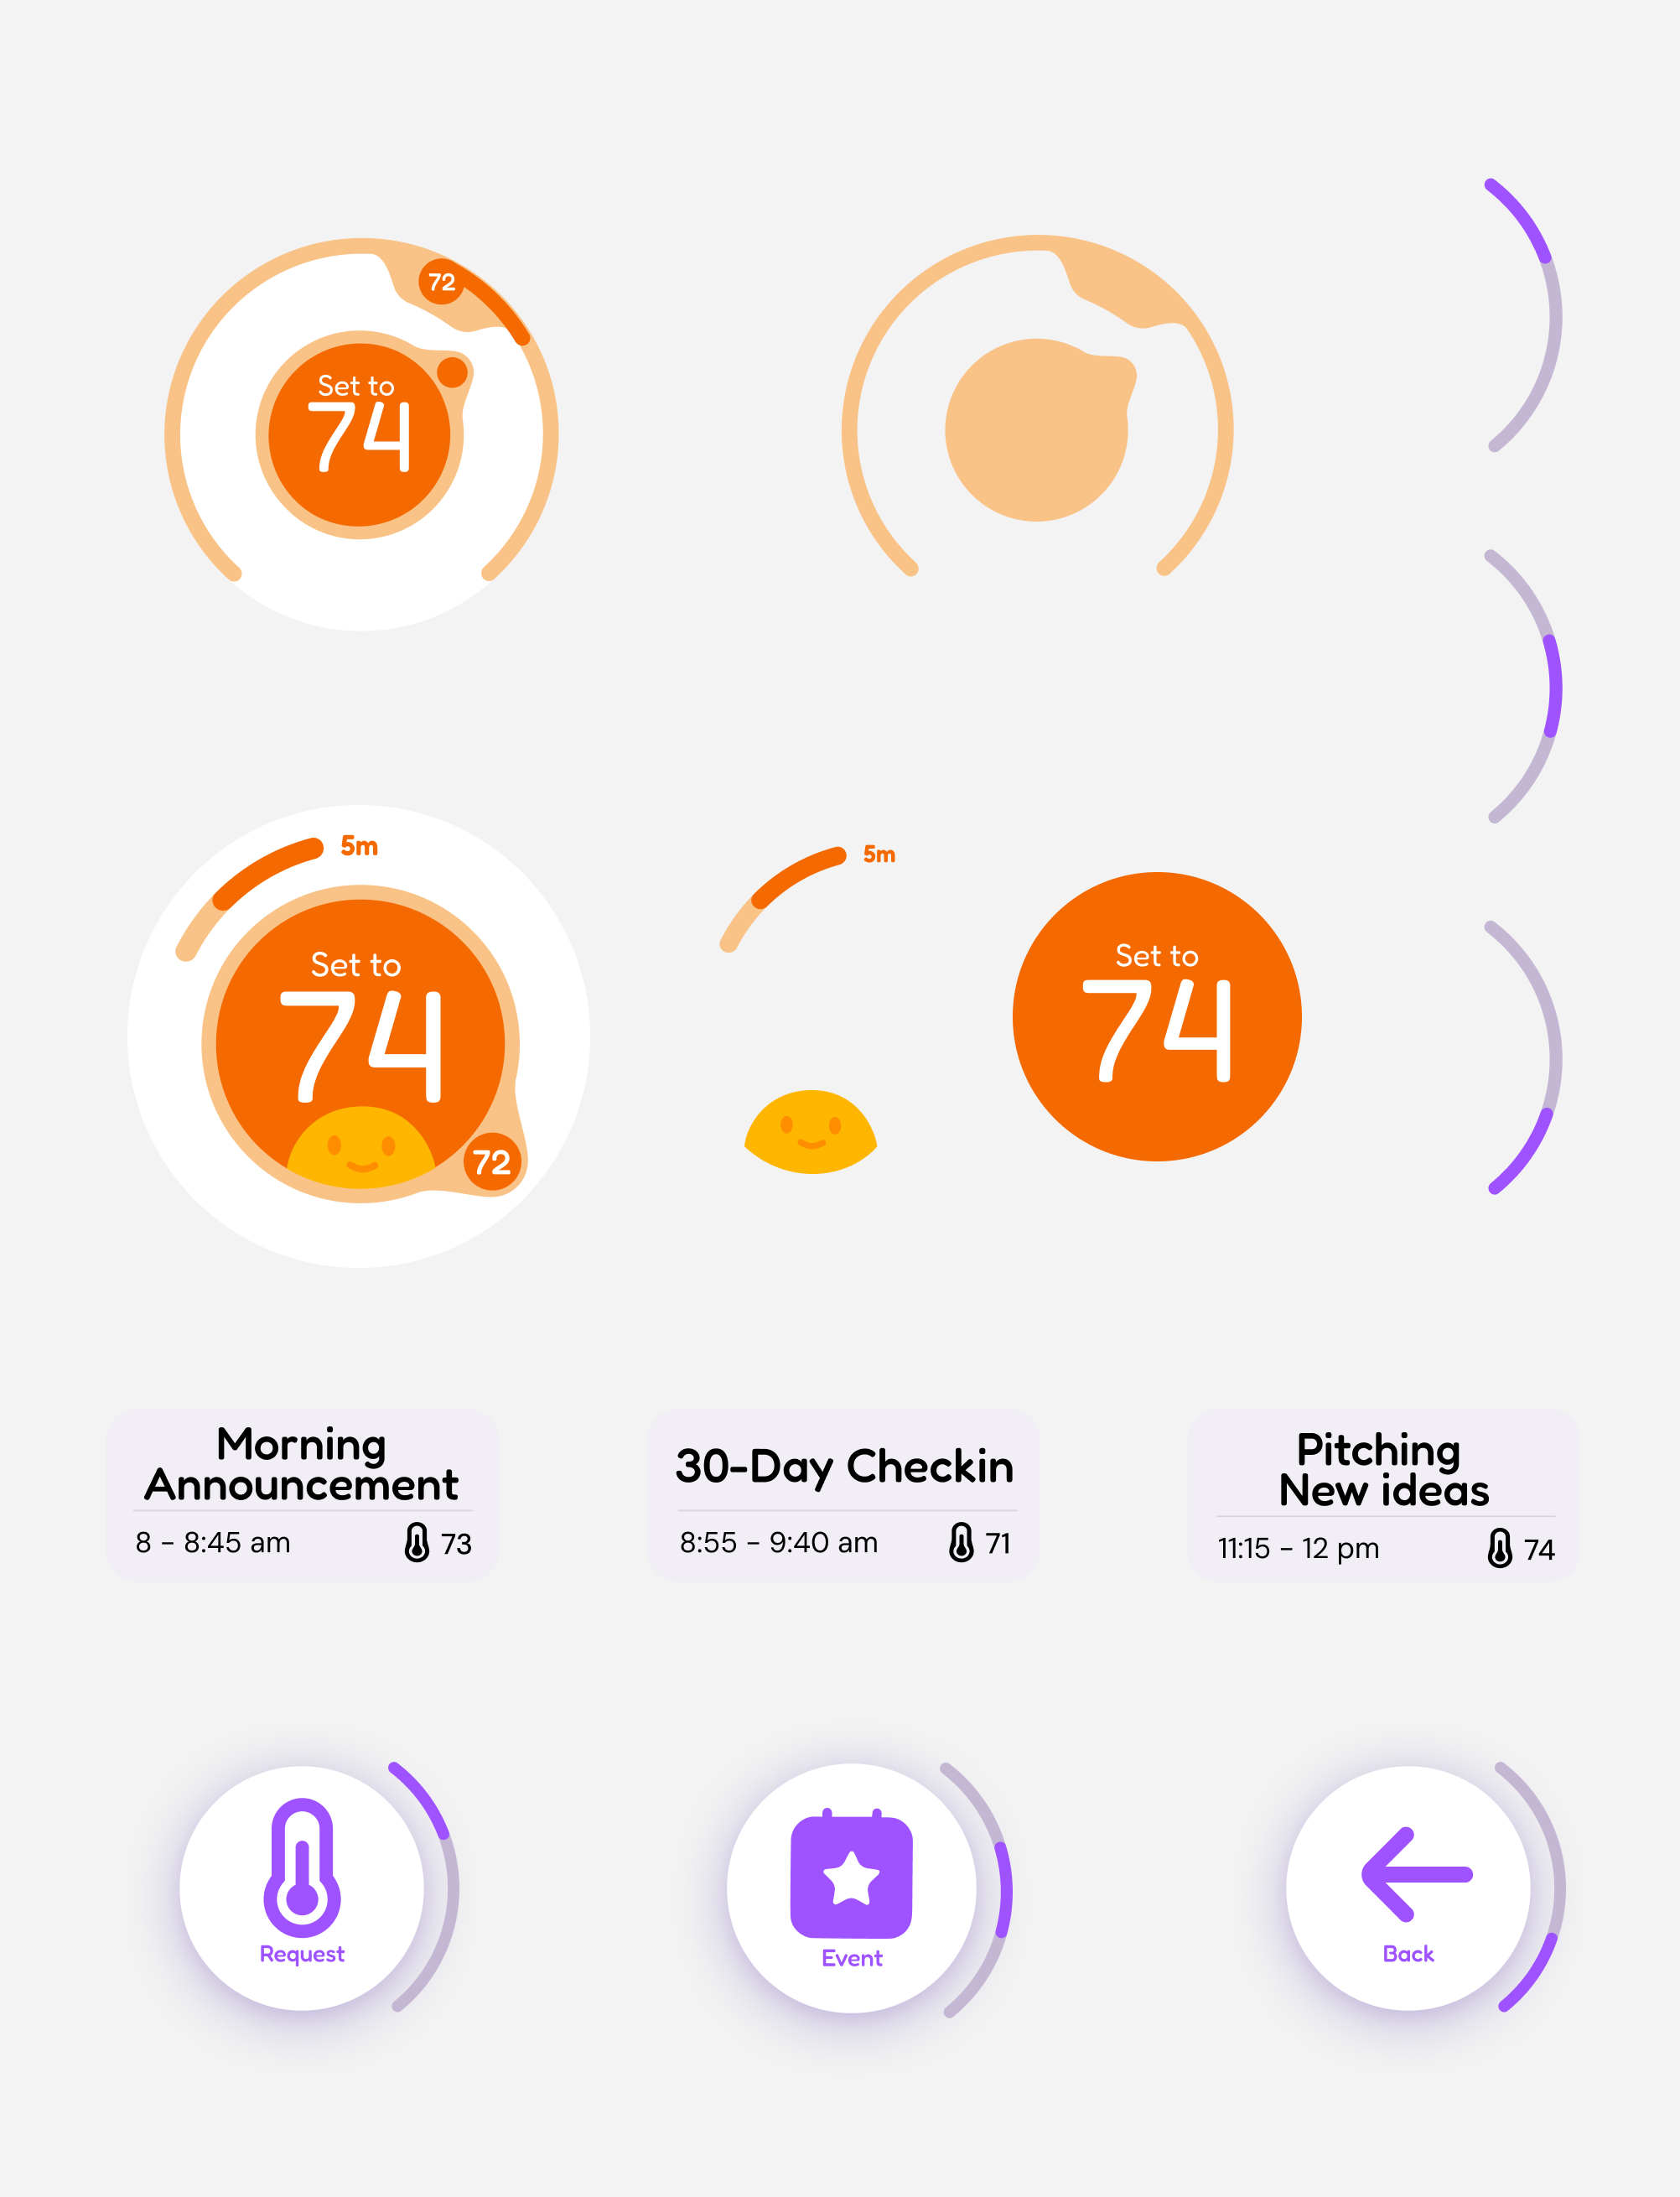 72
Set to
74
5m
Set to
74
72
5m
Set to
74
Morning
Announcement
8 - 8:45 am
73
30-Day Checkin
8:55 - 9:40 am
71
Pitching
New ideas
11:15 - 12 pm
74
Request
Event
Back